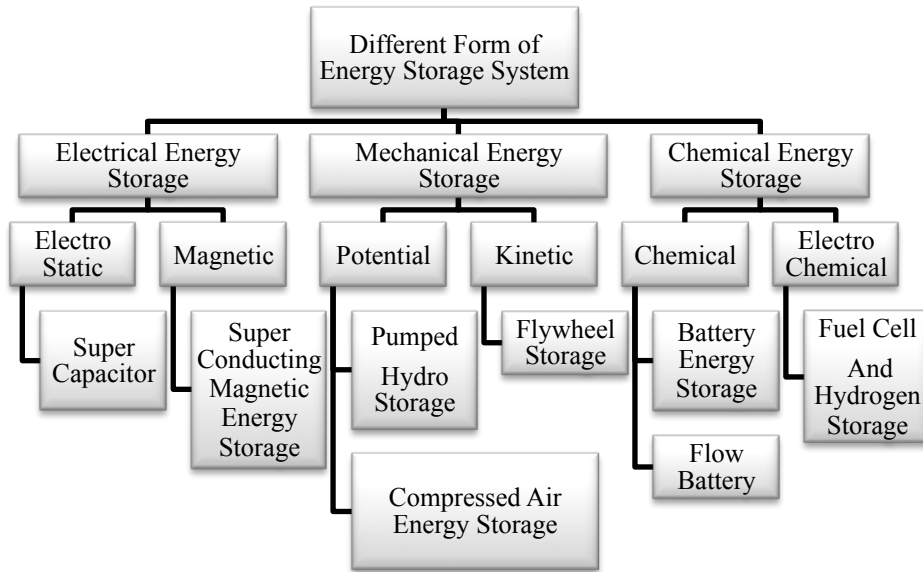 Different Form of
Energy Storage System
Electrical Energy
Storage
Mechanical Energy
Storage
Chemical Energy
Storage
Electro
Static
Magnetic
Potential
Kinetic
Chemical
Electro
Chemical
Super
Capacitor
Super
Conducting
Magnetic
Energy
Storage
Pumped
Hydro
Storage
Compressed Air
Energy Storage
Flywheel
Storage
Battery
Energy
Storage
Flow
Battery
Fuel Cell
And
Hydrogen
Storage